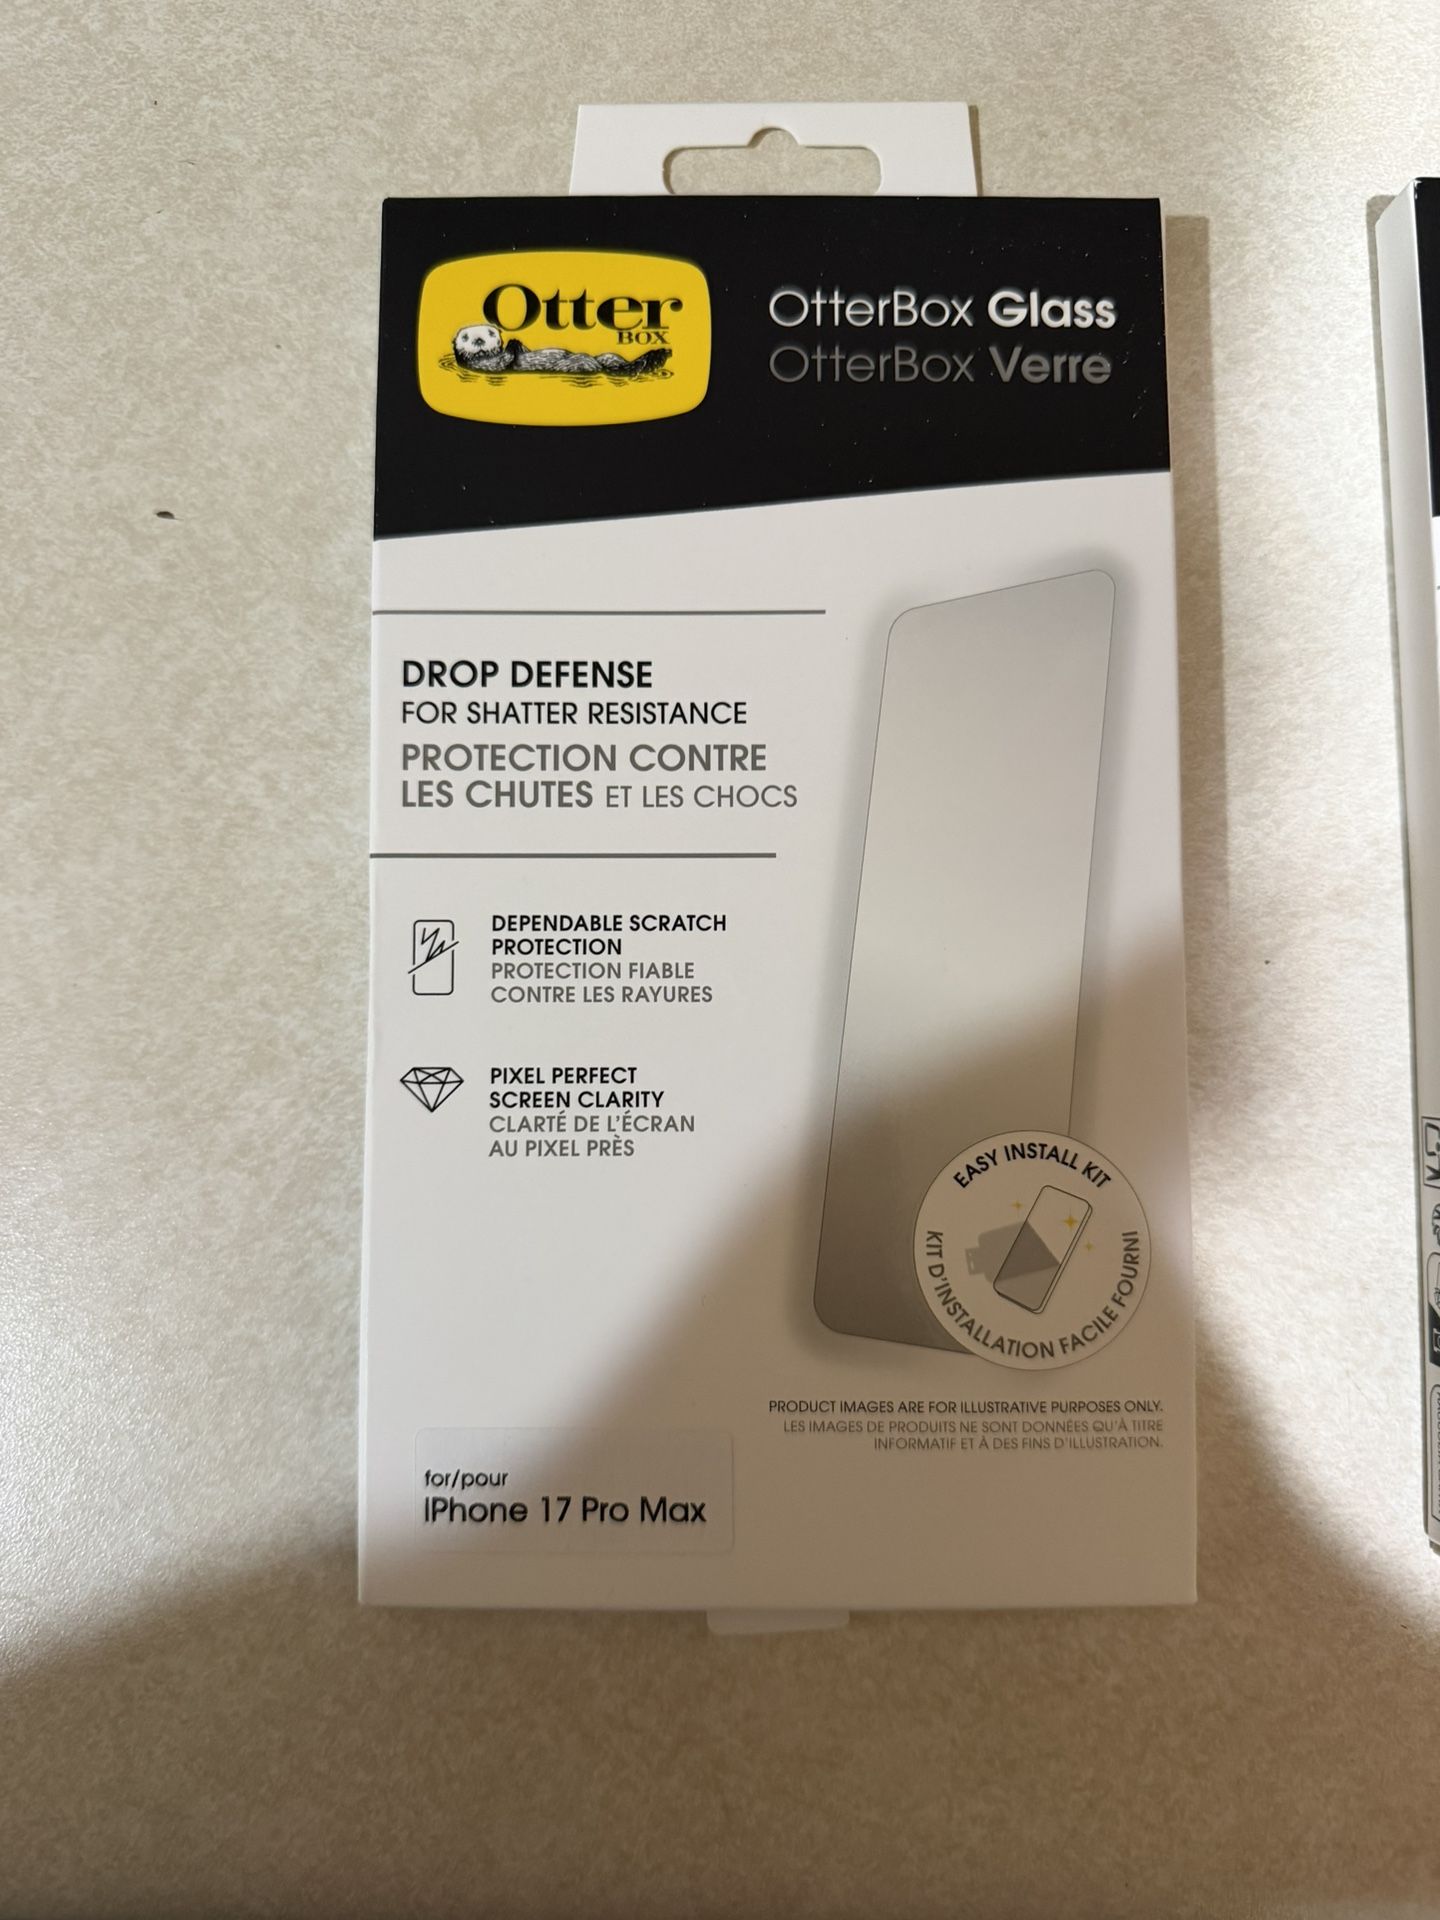 Otter
BOX
OtterBox Glass
OtterBox Verre
DROP DEFENSE
FOR SHATTER RESISTANCE
PROTECTION CONTRE
LES CHUTES ET LES CHOCS
DEPENDABLE SCRATCH
PROTECTION
PROTECTION FIABLE
CONTRE LES RAYURES
PIXEL PERFECT
SCREEN CLARITY
CLARTÉ DE L'ÉCRAN
AU PIXEL PRÈS
EASY INSTALL KIT
KIT D'INSTALLATION FACILE FOURNI
PRODUCT IMAGES ARE FOR ILLUSTRATIVE PURPOSES ONLY.
LES IMAGES DE PRODUITS NE SONT DONNÉES QU'À TITRE
INFORMATIF ET À DES FINS D'ILLUSTRATION.
for/pour
iPhone 17 Pro Max